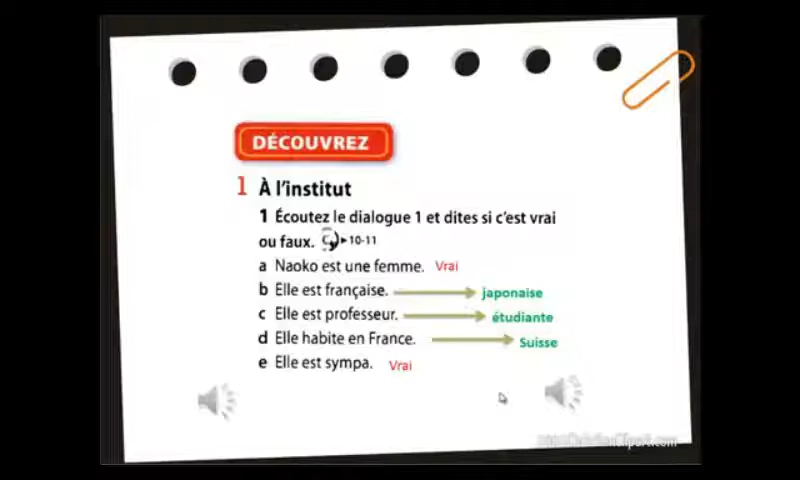 DÉCOUVREZ
1 À l'institut
1 Écoutez le dialogue 1 et dites si c'est vrai
ou faux. 10-11
a Naoko est une femme. Vrai
b Elle est française. japonaise
c Elle est professeur. étudiante
d Elle habite en France. Suisse
e Elle est sympa. Vrai